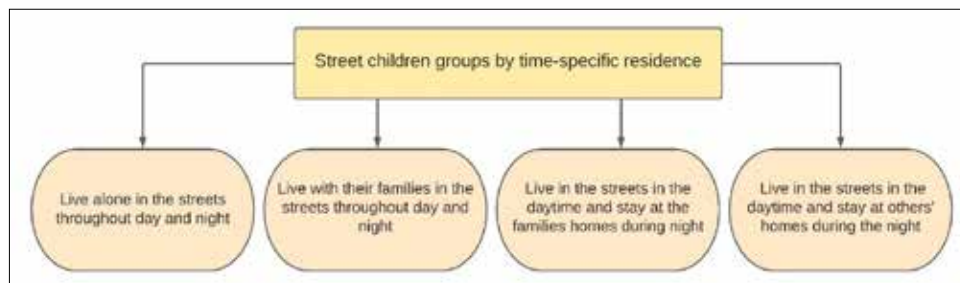 Street children groups by time-specific residence
Live alone in the streets
throughout day and night
Live with their families in the
streets throughout day and
night
Live in the streets in the
daytime and stay at the
families homes during night
Live in the streets in the
daytime and stay at others'
homes during the night